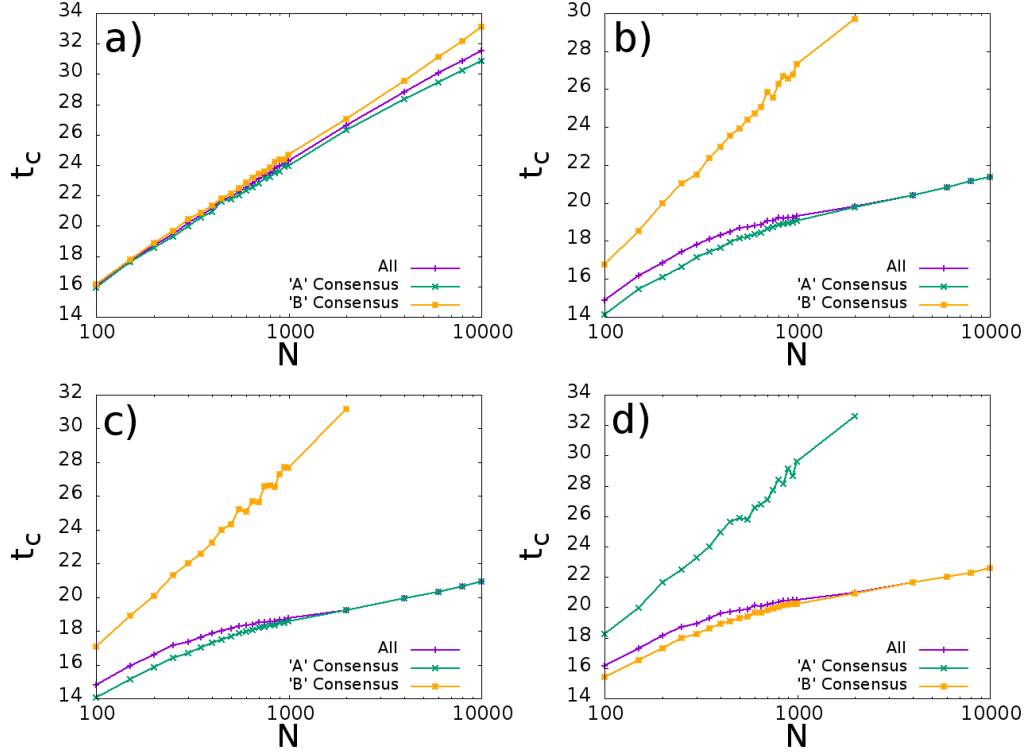 a)
34
32
30
28
26
24
22
20
18
16
14
t_c
100
1000
10000
N
All
'A' Consensus
'B' Consensus
b)
30
28
26
24
22
20
18
16
14
t_c
100
1000
10000
N
All
'A' Consensus
'B' Consensus
c)
32
30
28
26
24
22
20
18
16
14
t_c
100
1000
10000
N
All
'A' Consensus
'B' Consensus
d)
34
32
30
28
26
24
22
20
18
16
14
t_c
100
1000
10000
N
All
'A' Consensus
'B' Consensus